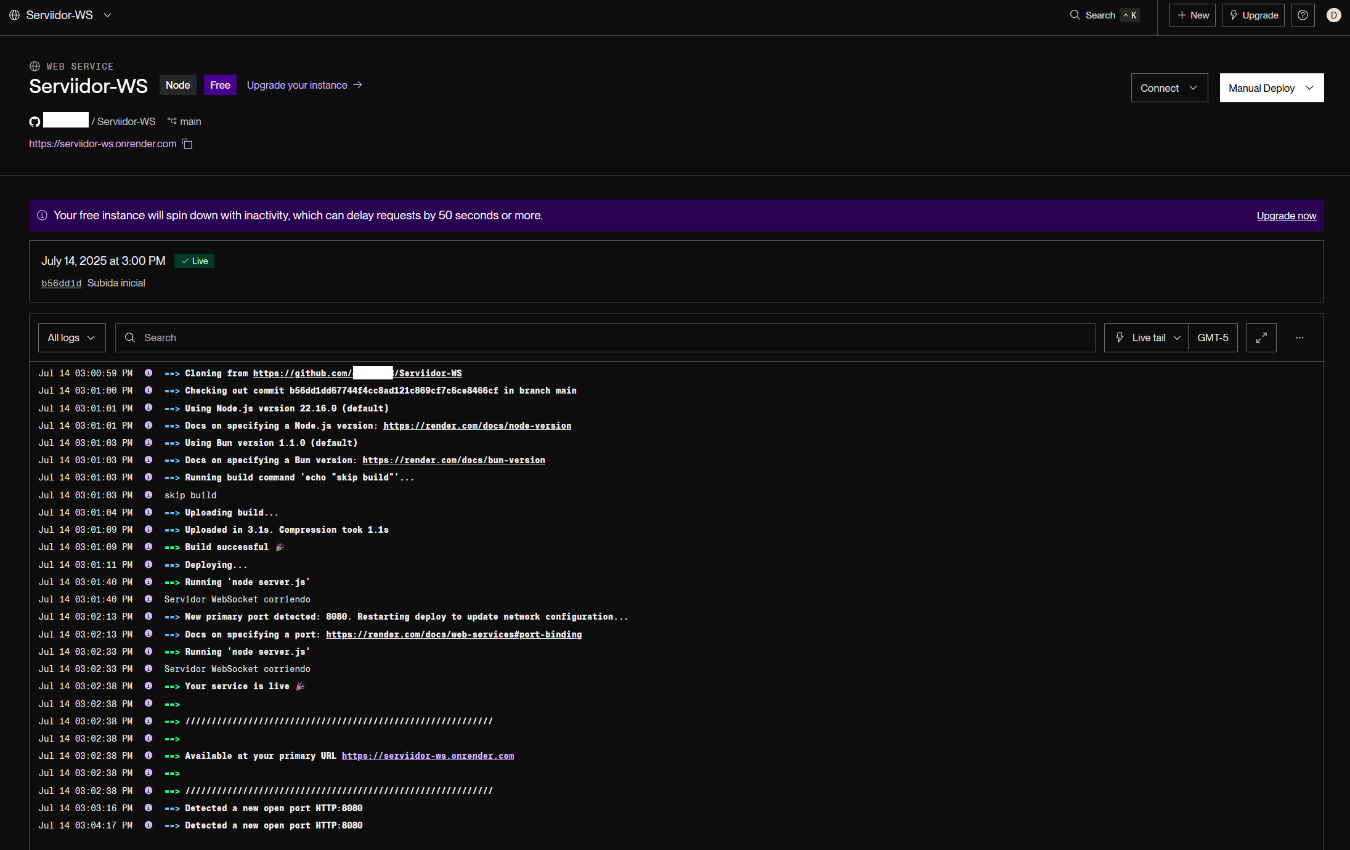 Serviidor-WS
Search ^ K
+ New
Upgrade
D
WEB SERVICE
Serviidor-WS Node Free Upgrade your instance →
Connect
Manual Deploy
/ Serviidor-WS main
https://serviidor-ws.onrender.com
Your free instance will spin down with inactivity, which can delay requests by 50 seconds or more.
Upgrade now
July 14, 2025 at 3:00 PM ✓ Live
b56dd1d Subida inicial
All logs
Search
Live tail
GMT-5
...
Jul 14 03:00:59 PM ==> Cloning from https://github.com/ /Serviidor-WS
Jul 14 03:01:00 PM ==> Checking out commit b56dd1dd67744f4cc8ad121c869cf7c6ce8466cf in branch main
Jul 14 03:01:01 PM ==> Using Node.js version 22.16.0 (default)
Jul 14 03:01:01 PM ==> Docs on specifying a Node.js version: https://render.com/docs/node-version
Jul 14 03:01:03 PM ==> Using Bun version 1.1.0 (default)
Jul 14 03:01:03 PM ==> Docs on specifying a Bun version: https://render.com/docs/bun-version
Jul 14 03:01:03 PM ==> Running build command 'echo "skip build"'...
Jul 14 03:01:03 PM skip build
Jul 14 03:01:04 PM ==> Uploading build...
Jul 14 03:01:09 PM ==> Uploaded in 3.1s. Compression took 1.1s
Jul 14 03:01:09 PM ==> Build successful 🎉
Jul 14 03:01:11 PM ==> Deploying...
Jul 14 03:01:40 PM ==> Running 'node server.js'
Jul 14 03:01:40 PM Servidor WebSocket corriendo
Jul 14 03:02:13 PM ==> New primary port detected: 8080. Restarting deploy to update network configuration...
Jul 14 03:02:13 PM ==> Docs on specifying a port: https://render.com/docs/web-services#port-binding
Jul 14 03:02:33 PM ==> Running 'node server.js'
Jul 14 03:02:33 PM Servidor WebSocket corriendo
Jul 14 03:02:38 PM ==> Your service is live 🎉
Jul 14 03:02:38 PM ==>
Jul 14 03:02:38 PM ==> ///////////////////////////////////////////////////////////
Jul 14 03:02:38 PM ==>
Jul 14 03:02:38 PM ==> Available at your primary URL https://serviidor-ws.onrender.com
Jul 14 03:02:38 PM ==>
Jul 14 03:02:38 PM ==> ///////////////////////////////////////////////////////////
Jul 14 03:03:16 PM ==> Detected a new open port HTTP:8080
Jul 14 03:04:17 PM ==> Detected a new open port HTTP:8080